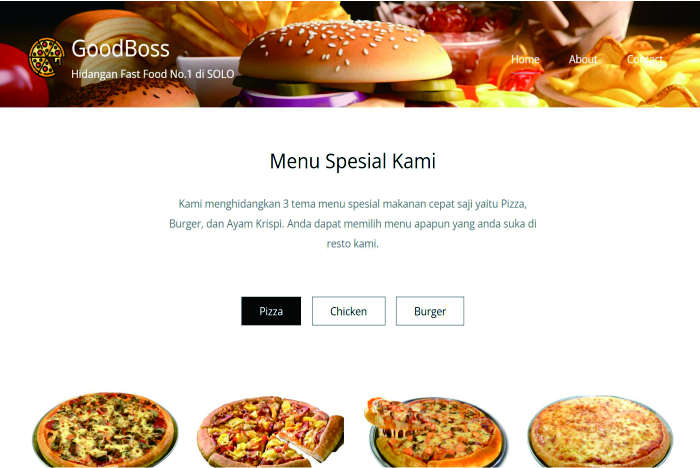 GoodBoss
Hidangan Fast Food No.1 di SOLO
Home About Contact
Menu Spesial Kami
Kami menghidangkan 3 tema menu spesial makanan cepat saji yaitu Pizza,
Burger, dan Ayam Krispi. Anda dapat memilih menu apapun yang anda suka di
resto kami.
Pizza Chicken Burger